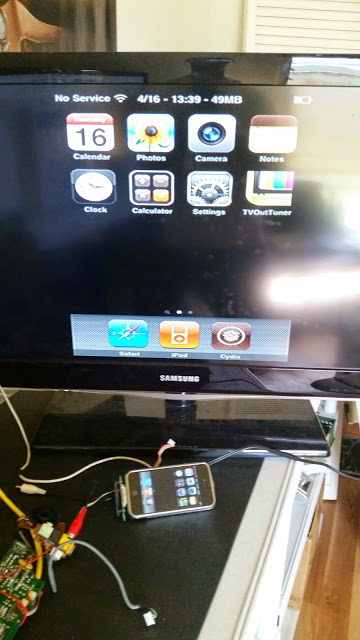 No Service 4/16 - 13:39 - 49MB
16
Calendar Photos Camera Notes
Clock Calculator Settings TVOutTuner
Safari iPod Cydia
SAMSUNG